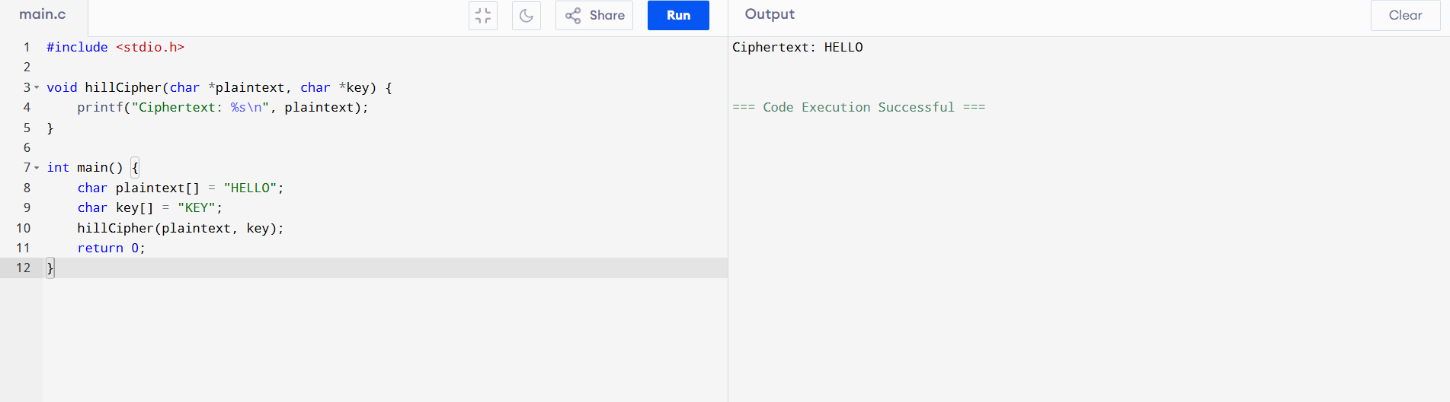 main.c Share Run Output Clear
1 #include <stdio.h> Ciphertext: HELLO
2
3 void hillCipher(char *plaintext, char *key) {
4     printf("Ciphertext: %s\n", plaintext); === Code Execution Successful ===
5 }
6
7 int main() {
8     char plaintext[] = "HELLO";
9     char key[] = "KEY";
10     hillCipher(plaintext, key);
11     return 0;
12 }